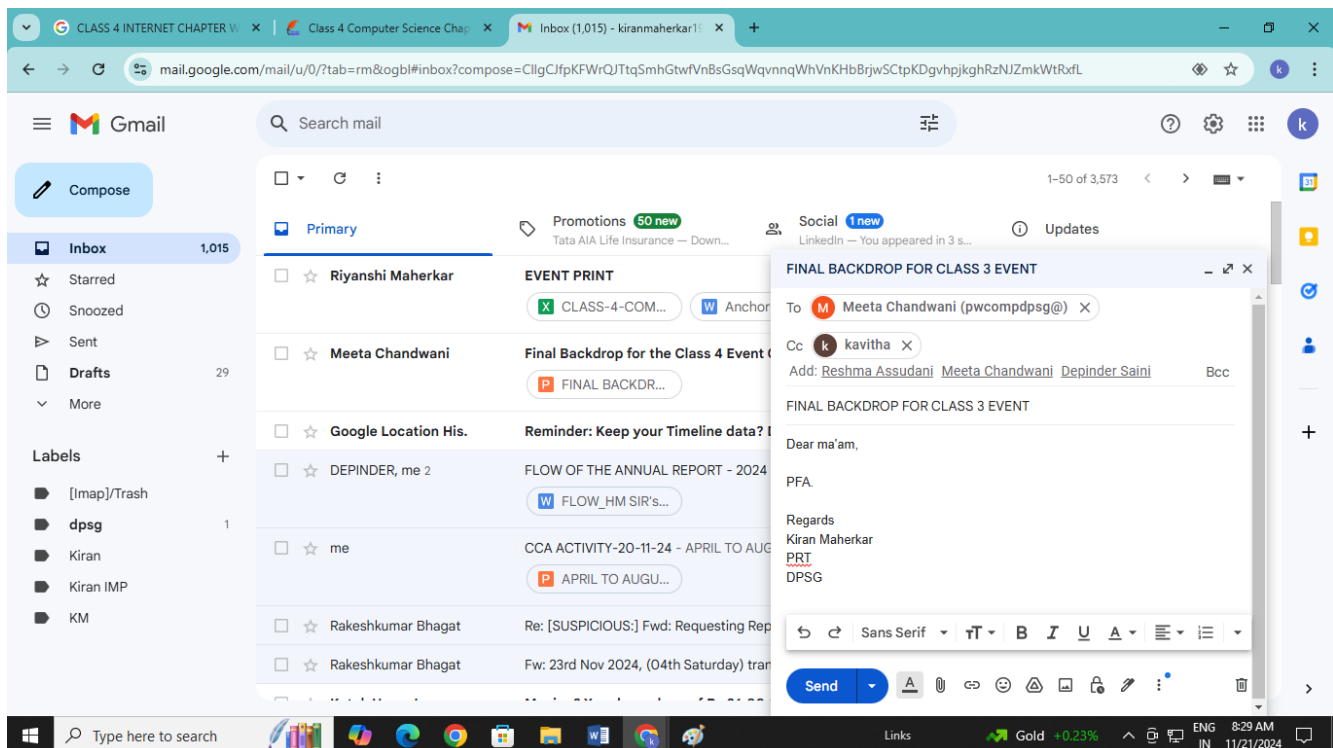 CLASS 4 INTERNET CHAPTER W
Class 4 Computer Science Chap
Inbox (1,015) - kiranmaherkar19
mail.google.com/mail/u/0/?tab=rm&ogbl#inbox?compose=CllgCJfpKFWrQJTtqSmhGtwfVnBsGsqWqvnnqWhVnKHbBrjwSCtpKDgvhpjkghRzNJZmkWtRxfL
k
Gmail
Search mail
k
Compose
1–50 of 3,573
31
Primary
Promotions 50 new
Tata AIA Life Insurance — Down...
Social 1 new
LinkedIn — You appeared in 3 s...
Updates
Inbox 1,015
Starred
Snoozed
Sent
Drafts 29
More
Labels
[Imap]/Trash
dpsg 1
Kiran
Kiran IMP
KM
Riyanshi Maherkar EVENT PRINT
X CLASS-4-COM... W Anchor
Meeta Chandwani Final Backdrop for the Class 4 Event (
P FINAL BACKDR...
Google Location His. Reminder: Keep your Timeline data?
DEPINDER, me 2 FLOW OF THE ANNUAL REPORT - 2024
W FLOW_HM SIR's...
me CCA ACTIVITY-20-11-24 - APRIL TO AUG
P APRIL TO AUGU...
Rakeshkumar Bhagat Re: [SUSPICIOUS:] Fwd: Requesting Rep
Rakeshkumar Bhagat Fw: 23rd Nov 2024, (04th Saturday) tran
FINAL BACKDROP FOR CLASS 3 EVENT
To M Meeta Chandwani (pwcompdpsg@)
Cc k kavitha
Add: Reshma Assudani Meeta Chandwani Depinder Saini Bcc
FINAL BACKDROP FOR CLASS 3 EVENT
Dear ma'am,
PFA.
Regards
Kiran Maherkar
PRT
DPSG
Sans Serif B I U A
Send A
Type here to search
Links
Gold +0.23%
ENG
IN
8:29 AM
11/21/2024